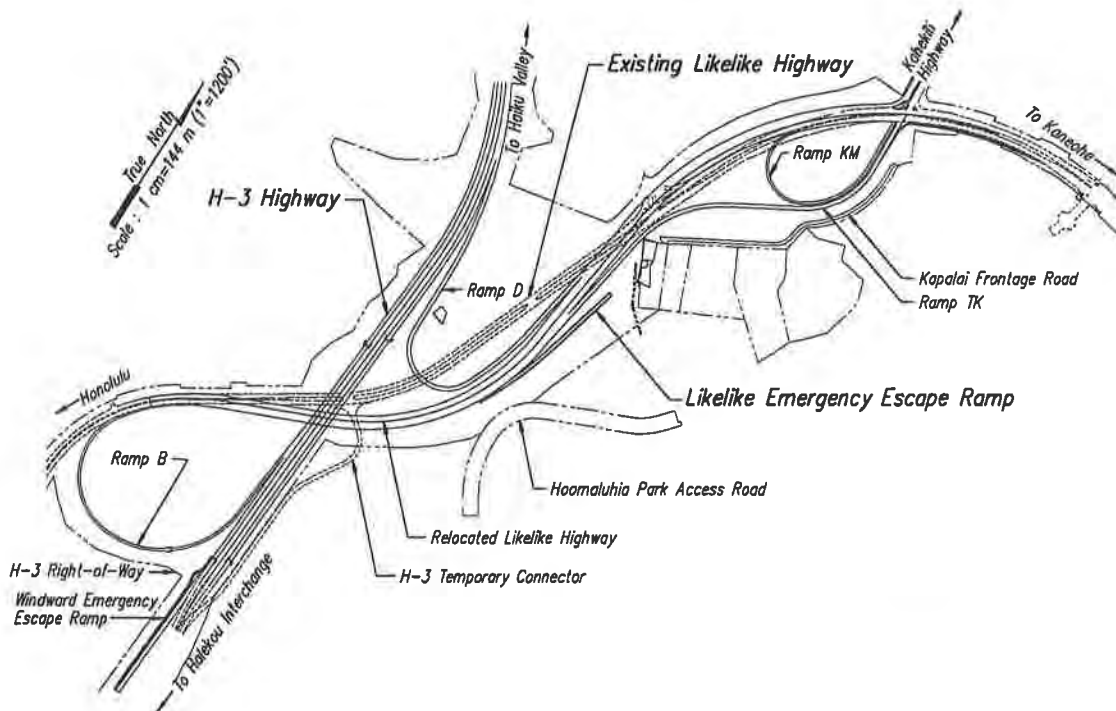 Kahekili
Highway
To Haiku Valley
Existing Likelike Highway
To Kaneohe
True North
Scale : 1 cm=144 m (1"=1200')
Ramp KM
H-3 Highway
Ramp D
Kapalai Frontage Road
Ramp TK
Honolulu
Likelike Emergency Escape Ramp
Ramp B
Hoomaluhia Park Access Road
Relocated Likelike Highway
H-3 Right-of-Way
H-3 Temporary Connector
Windward Emergency
Escape Ramp
To Halekou Interchange